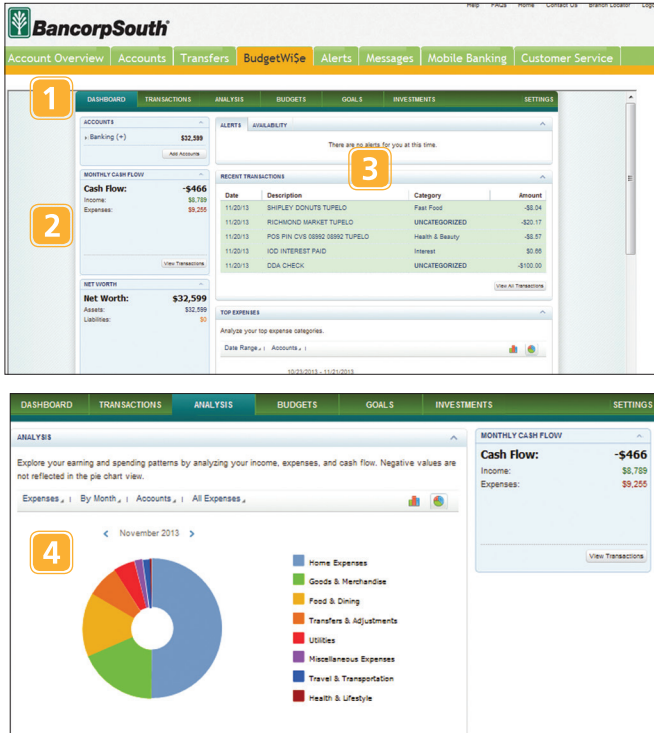 Help FAQs Home Contact Us Branch Locator
BancorpSouth
Account Overview Accounts Transfers BudgetWi$e Alerts Messages Mobile Banking Customer Service
1
DASHBOARD TRANSACTIONS ANALYSIS BUDGETS GOALS INVESTMENTS SETTINGS
ACCOUNTS
Banking (+) $32,599
Add Accounts
ALERTS AVAILABILITY
There are no alerts for you at this time.
2
MONTHLY CASH FLOW
Cash Flow: -$466
Income: $8,789
Expenses: $9,255
View Transactions
3
RECENT TRANSACTIONS
Date Description Category Amount
11/20/13 SHIPLEY DONUTS TUPELO Fast Food -$8.04
11/20/13 RICHMOND MARKET TUPELO UNCATEGORIZED -$20.17
11/20/13 POS PIN CVS 08992 08992 TUPELO Health & Beauty -$8.57
11/20/13 IOD INTEREST PAID Interest $0.66
11/20/13 DDA CHECK UNCATEGORIZED -$100.00
View All Transactions
NET WORTH
Net Worth: $32,599
Assets: $32,599
Liabilities: $0
TOP EXPENSES
Analyze your top expense categories.
Date Range Accounts
10/23/2013 - 11/21/2013
DASHBOARD TRANSACTIONS ANALYSIS BUDGETS GOALS INVESTMENTS SETTINGS
ANALYSIS
Explore your earning and spending patterns by analyzing your income, expenses, and cash flow. Negative values are
not reflected in the pie chart view.
Expenses | By Month | Accounts | All Expenses
4
< November 2013 >
Home Expenses
Goods & Merchandise
Food & Dining
Transfers & Adjustments
Utilities
Miscellaneous Expenses
Travel & Transportation
Health & Lifestyle
MONTHLY CASH FLOW
Cash Flow: -$466
Income: $8,789
Expenses: $9,255
View Transactions